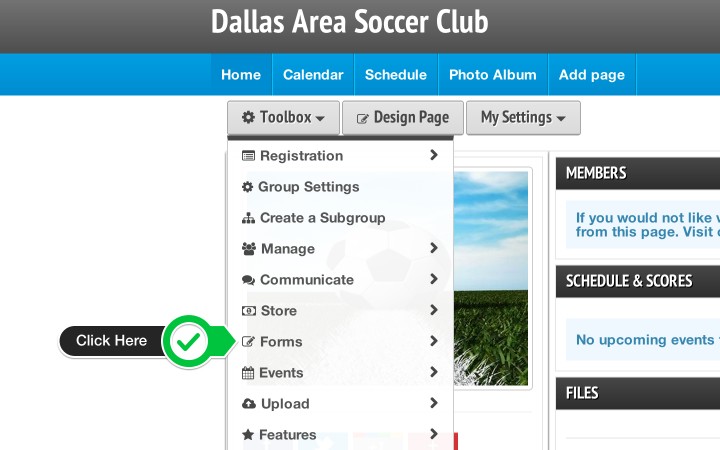 Dallas Area Soccer Club
Home Calendar Schedule Photo Album Add page
Toolbox Design Page My Settings
Registration
Group Settings
Create a Subgroup
Manage
Communicate
Store
Click Here
Forms
Events
Upload
Features
MEMBERS
If you would not like
from this page. Visit
SCHEDULE & SCORES
No upcoming events
FILES